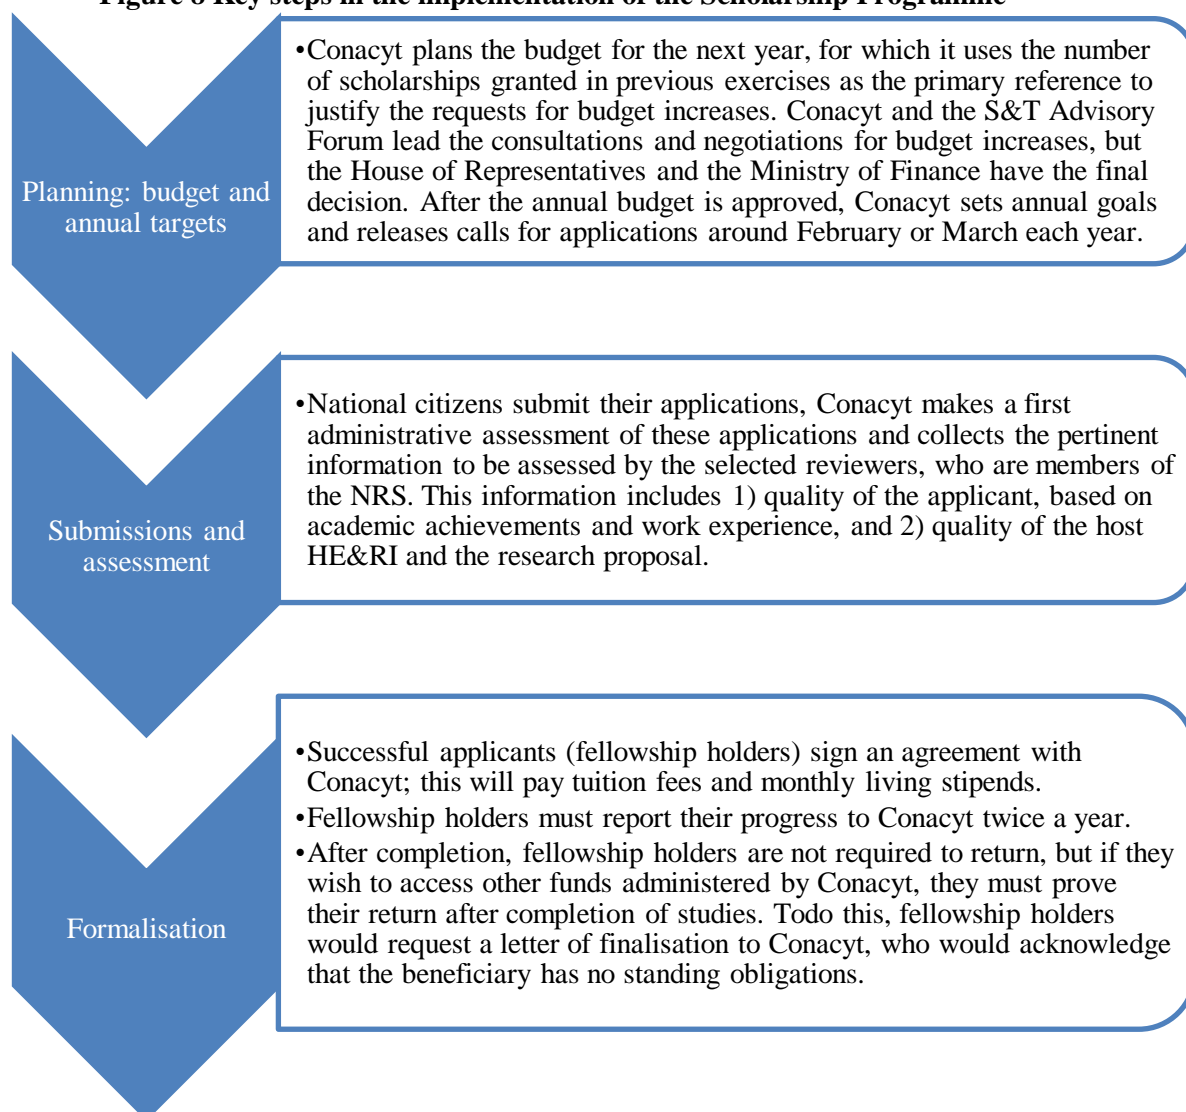 Figure 8 Key steps in the implementation of the Scholarship Programme
Planning: budget and
annual targets
•Conacyt plans the budget for the next year, for which it uses the number
of scholarships granted in previous exercises as the primary reference to
justify the requests for budget increases. Conacyt and the S&T Advisory
Forum lead the consultations and negotiations for budget increases, but
the House of Representatives and the Ministry of Finance have the final
decision. After the annual budget is approved, Conacyt sets annual goals
and releases calls for applications around February or March each year.
Submissions and
assessment
•National citizens submit their applications, Conacyt makes a first
administrative assessment of these applications and collects the pertinent
information to be assessed by the selected reviewers, who are members of
the NRS. This information includes 1) quality of the applicant, based on
academic achievements and work experience, and 2) quality of the host
HE&RI and the research proposal.
Formalisation
•Successful applicants (fellowship holders) sign an agreement with
Conacyt; this will pay tuition fees and monthly living stipends.
•Fellowship holders must report their progress to Conacyt twice a year.
•After completion, fellowship holders are not required to return, but if they
wish to access other funds administered by Conacyt, they must prove
their return after completion of studies. Todo this, fellowship holders
would request a letter of finalisation to Conacyt, who would acknowledge
that the beneficiary has no standing obligations.